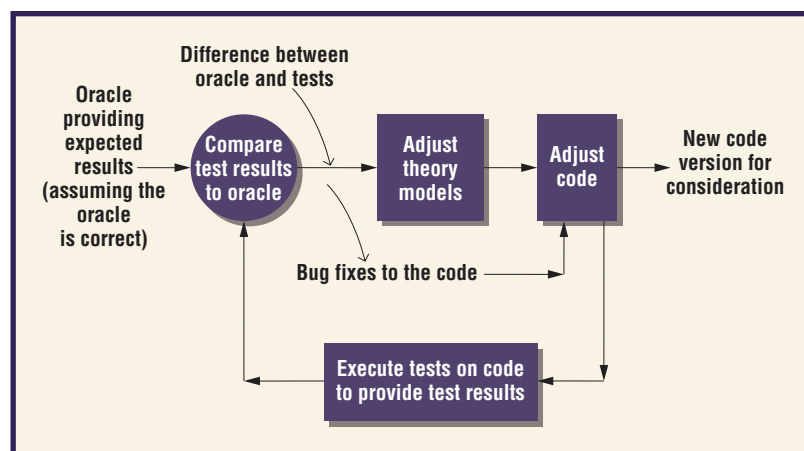 Difference between
oracle and tests
Oracle
providing
expected
results
(assuming the
oracle
is correct)
Compare
test results
to oracle
Adjust
theory
models
Adjust
code
New code
version for
consideration
Bug fixes to the code
Execute tests on code
to provide test results